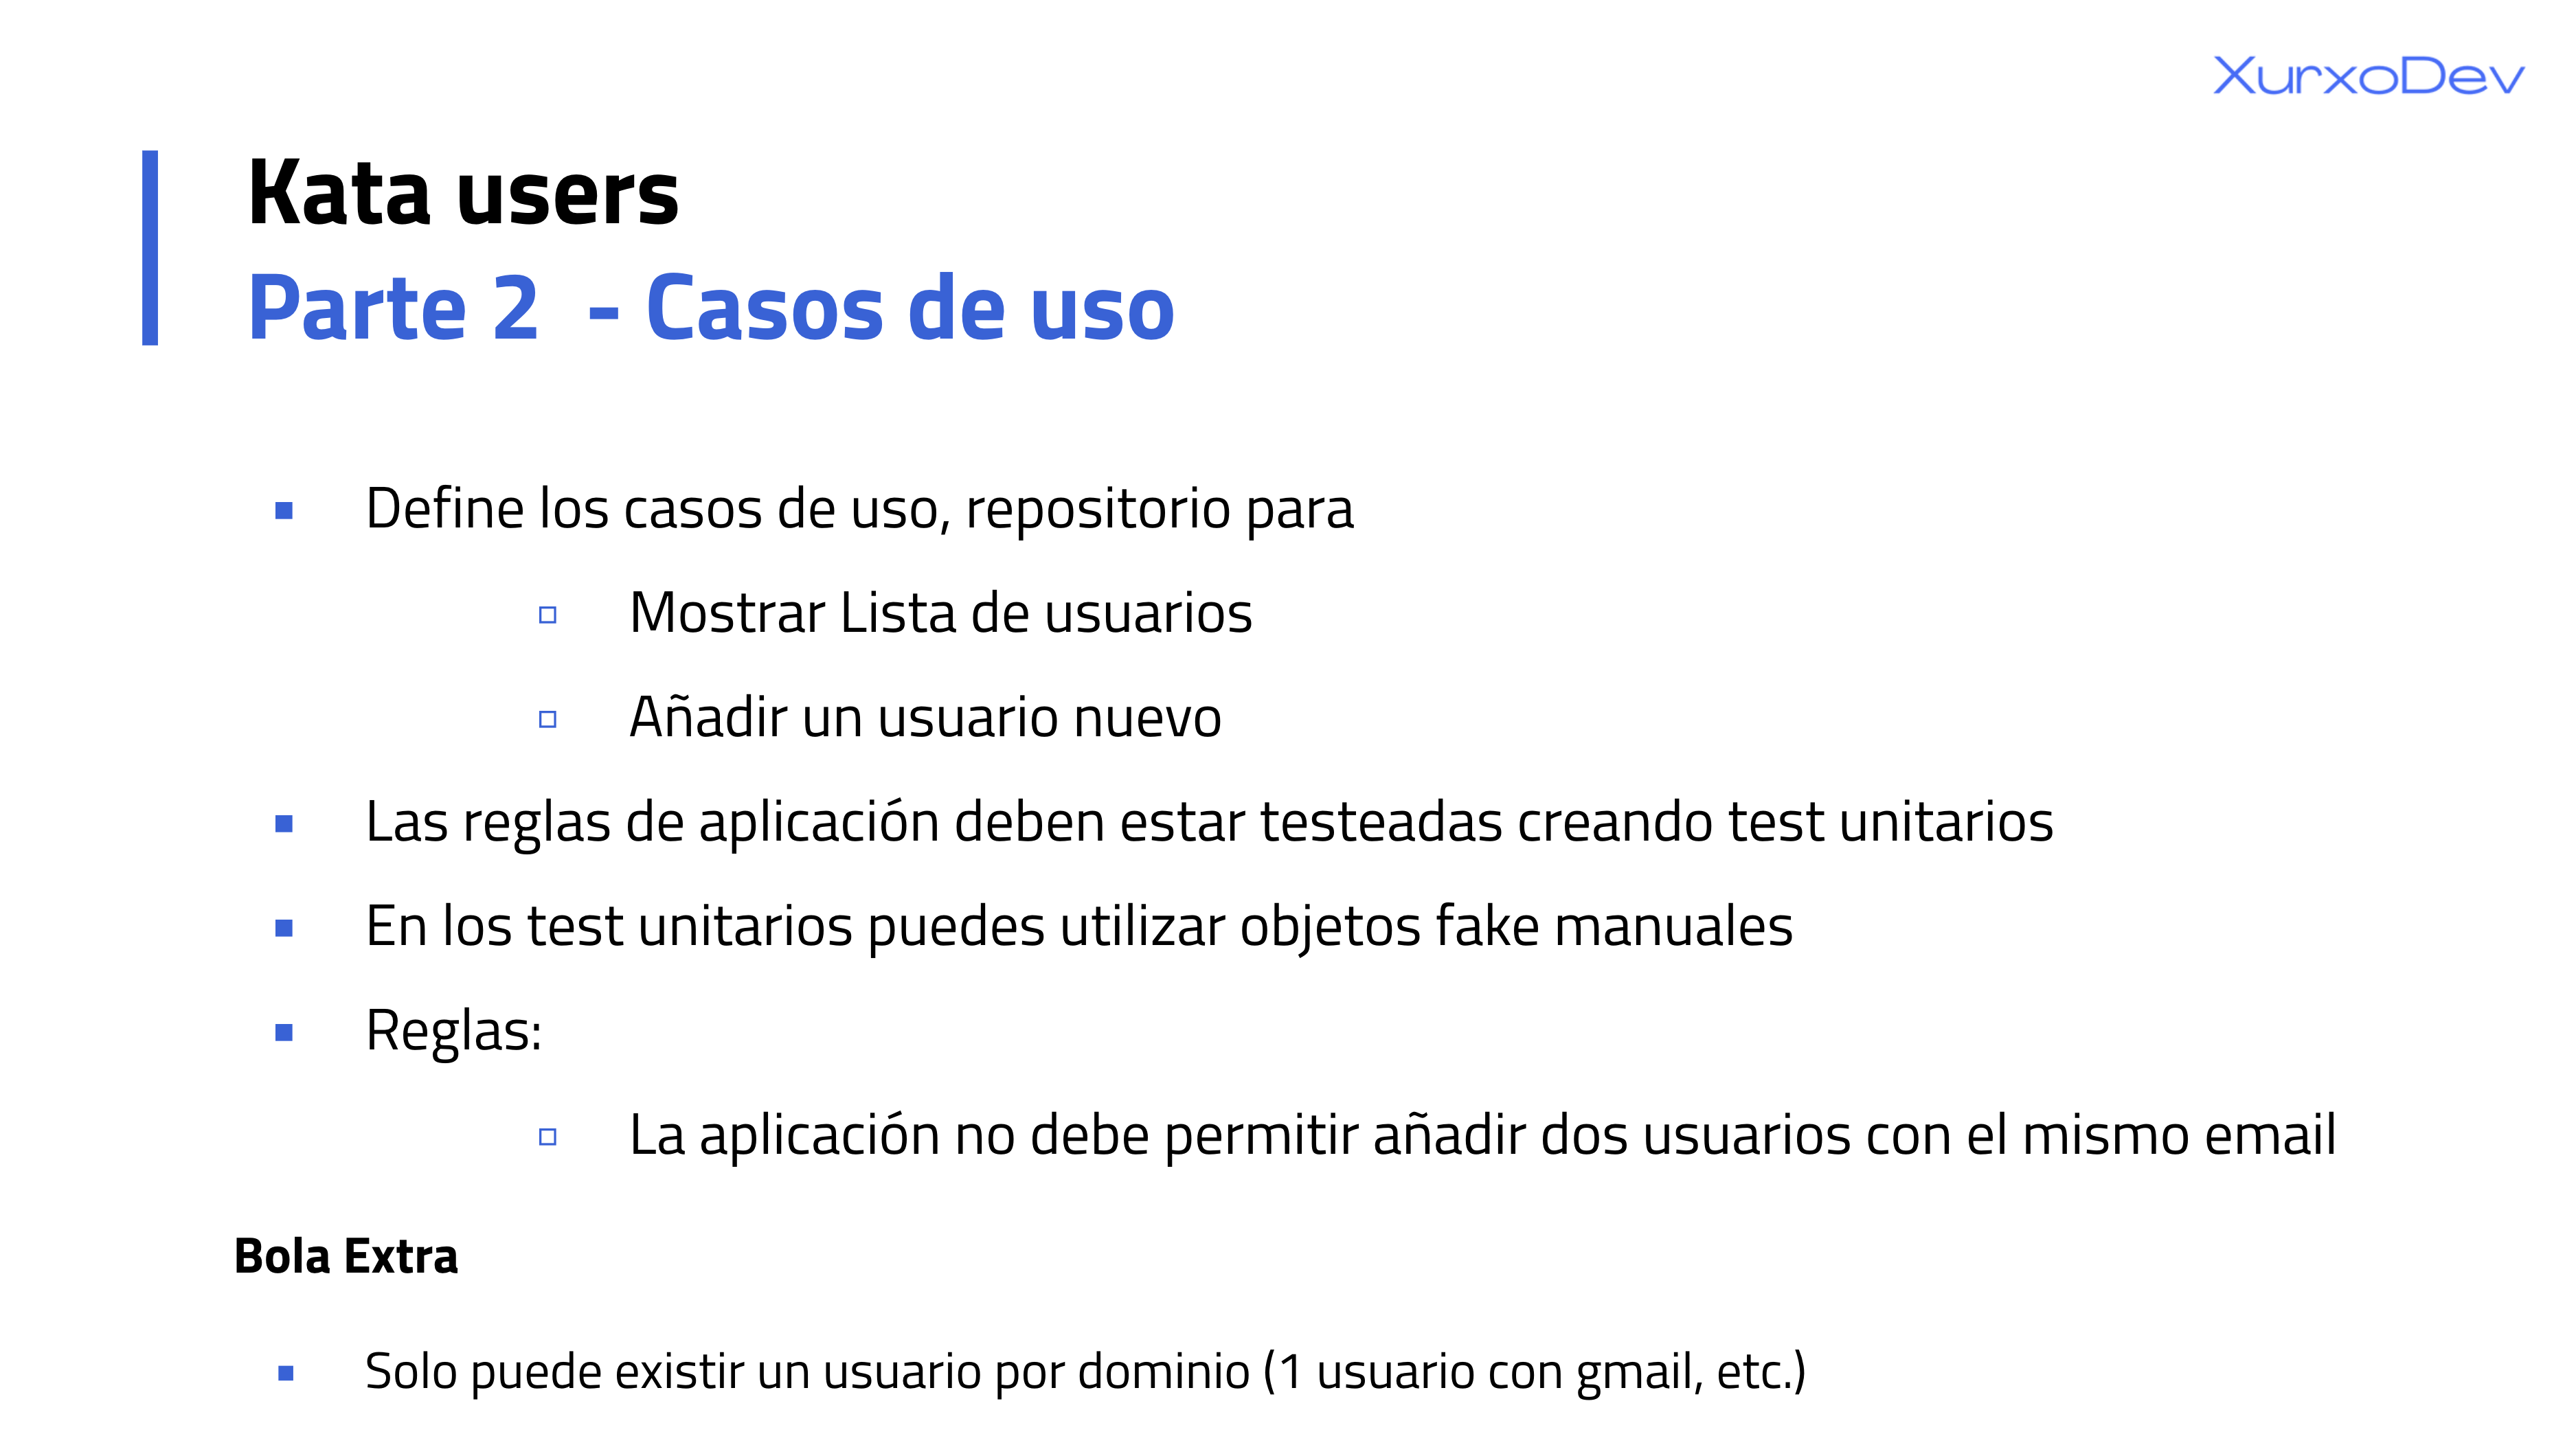 XurxoDev
Kata users
Parte 2 - Casos de uso
Define los casos de uso, repositorio para
Mostrar Lista de usuarios
Añadir un usuario nuevo
Las reglas de aplicación deben estar testeadas creando test unitarios
En los test unitarios puedes utilizar objetos fake manuales
Reglas:
La aplicación no debe permitir añadir dos usuarios con el mismo email
Bola Extra
Solo puede existir un usuario por dominio (1 usuario con gmail, etc.)